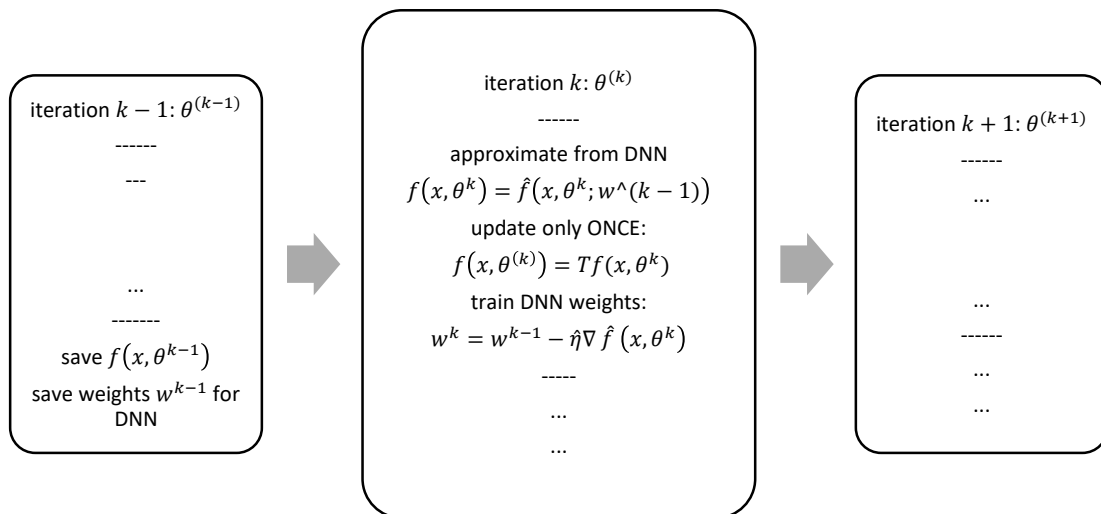 iteration k − 1: θ^(k−1)
------
---
...
-------
save f(x, θ^k−1)
save weights w^k−1 for
DNN
iteration k: θ^(k)
------
approximate from DNN
f(x, θ^k) = f̂(x, θ^k; w^(k − 1))
update only ONCE:
f(x, θ^(k)) = Tf(x, θ^k)
train DNN weights:
w^k = w^k−1 − η̂∇ f̂ (x, θ^k)
-----
...
...
iteration k + 1: θ^(k+1)
------
...
...
------
...
...